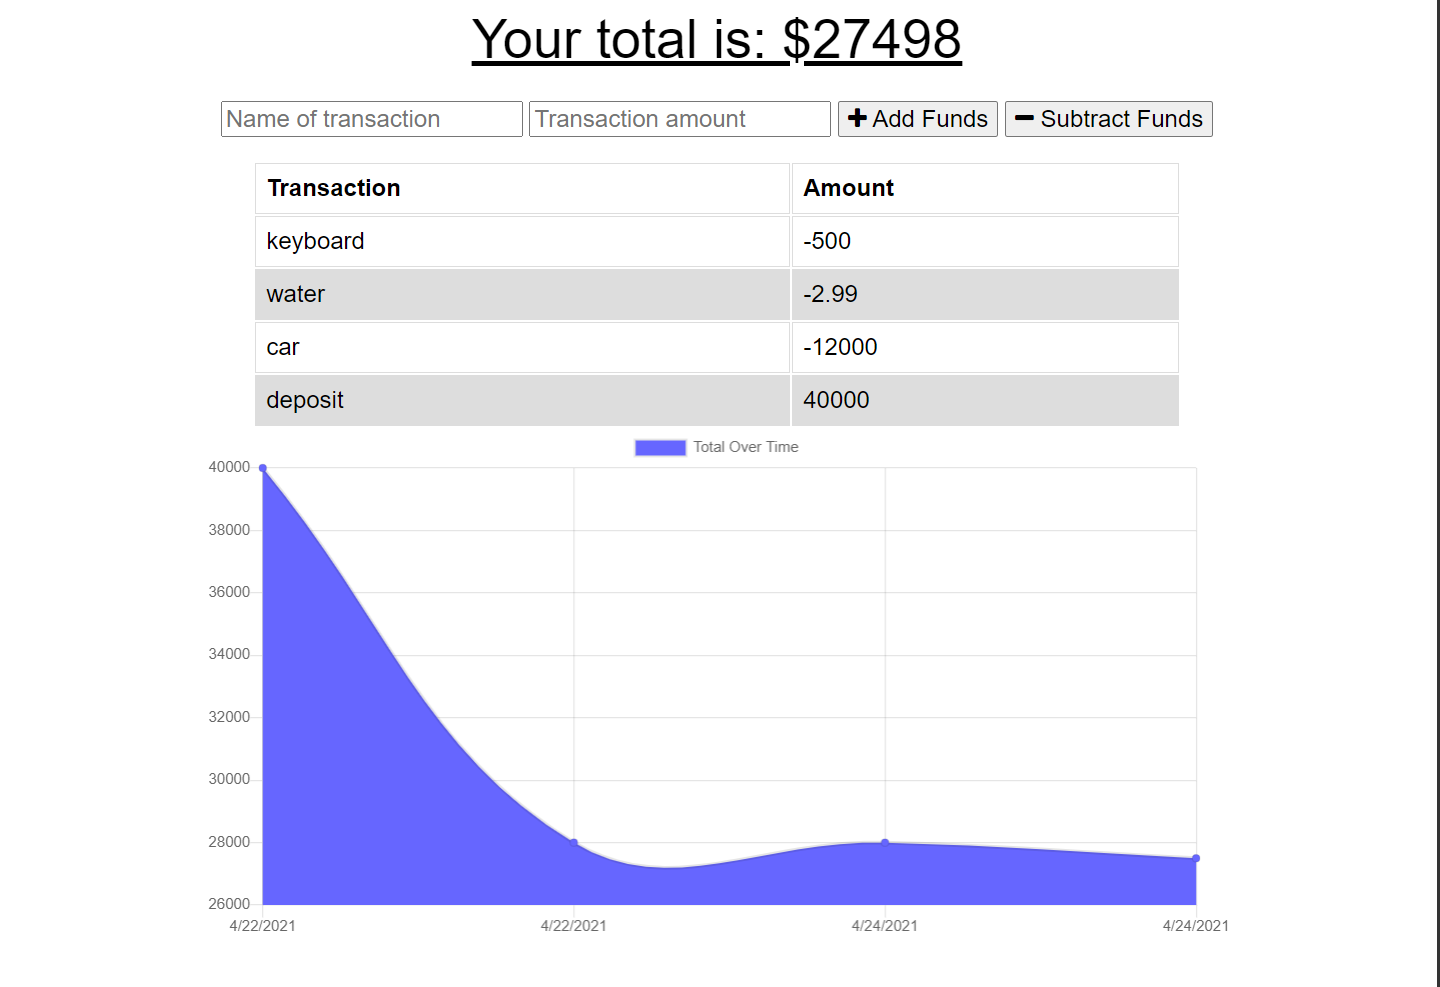 Your total is: $27498
Name of transaction Transaction amount Add Funds Subtract Funds
Transaction Amount
keyboard -500
water -2.99
car -12000
deposit 40000
Total Over Time
40000
38000
36000
34000
32000
30000
28000
26000
4/22/2021 4/22/2021 4/24/2021 4/24/2021